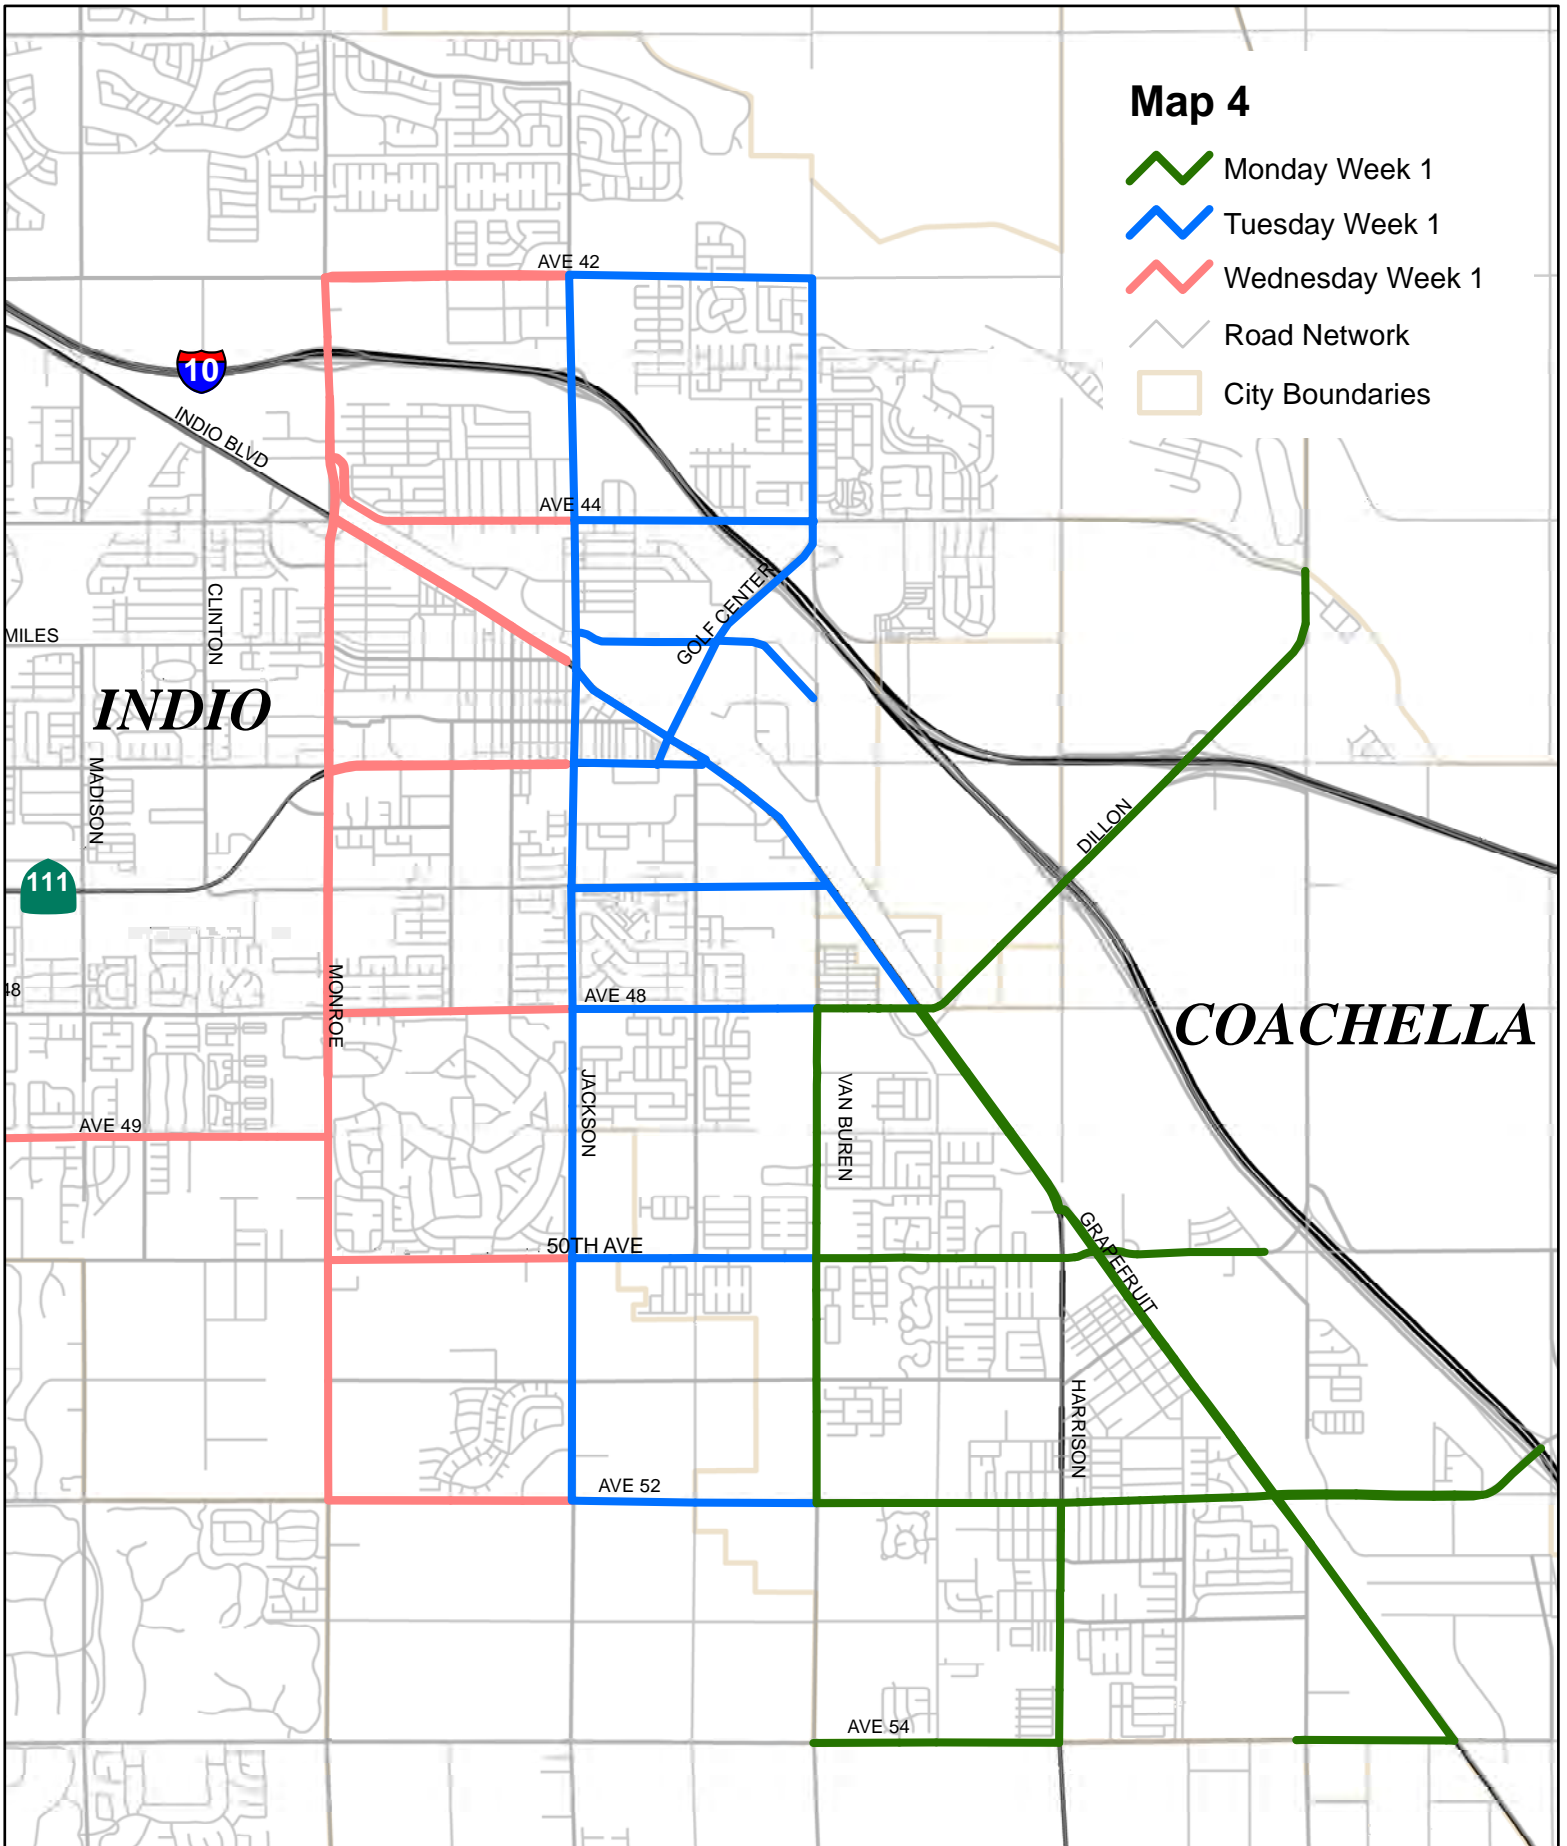 Map 4
Monday Week 1
Tuesday Week 1
Wednesday Week 1
Road Network
City Boundaries
AVE 42
10
INDIO BLVD
AVE 44
GOLF CENTER
CLINTON
MILES
INDIO
MADISON
DILLON
111
MONROE
48
AVE 48
COACHELLA
JACKSON
VAN BUREN
AVE 49
GRAPEFRUIT
50TH AVE
HARRISON
AVE 52
AVE 54